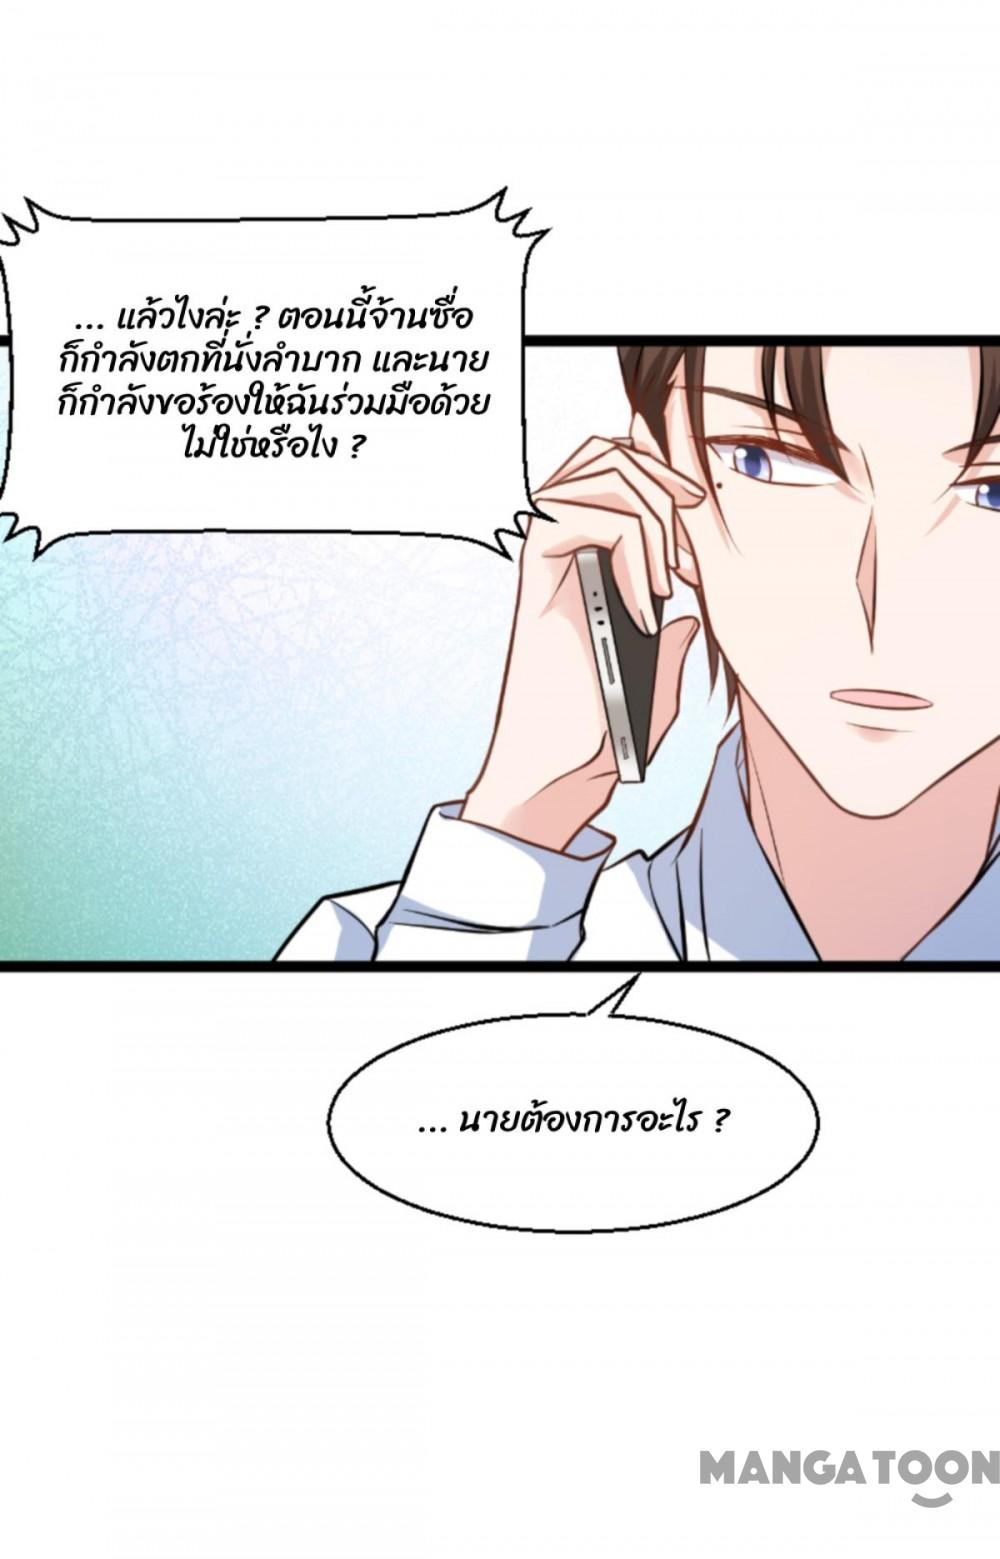 ... แล้วไงล่ะ ? ตอนนี้จ้านซื่อ
ก็กำลังตกที่นั่งลำบาก และนาย
ก็กำลังขอร้องให้ฉันร่วมมือด้วย
ไม่ใช่หรือไง ?
... นายต้องการอะไร ?
MANGATOON